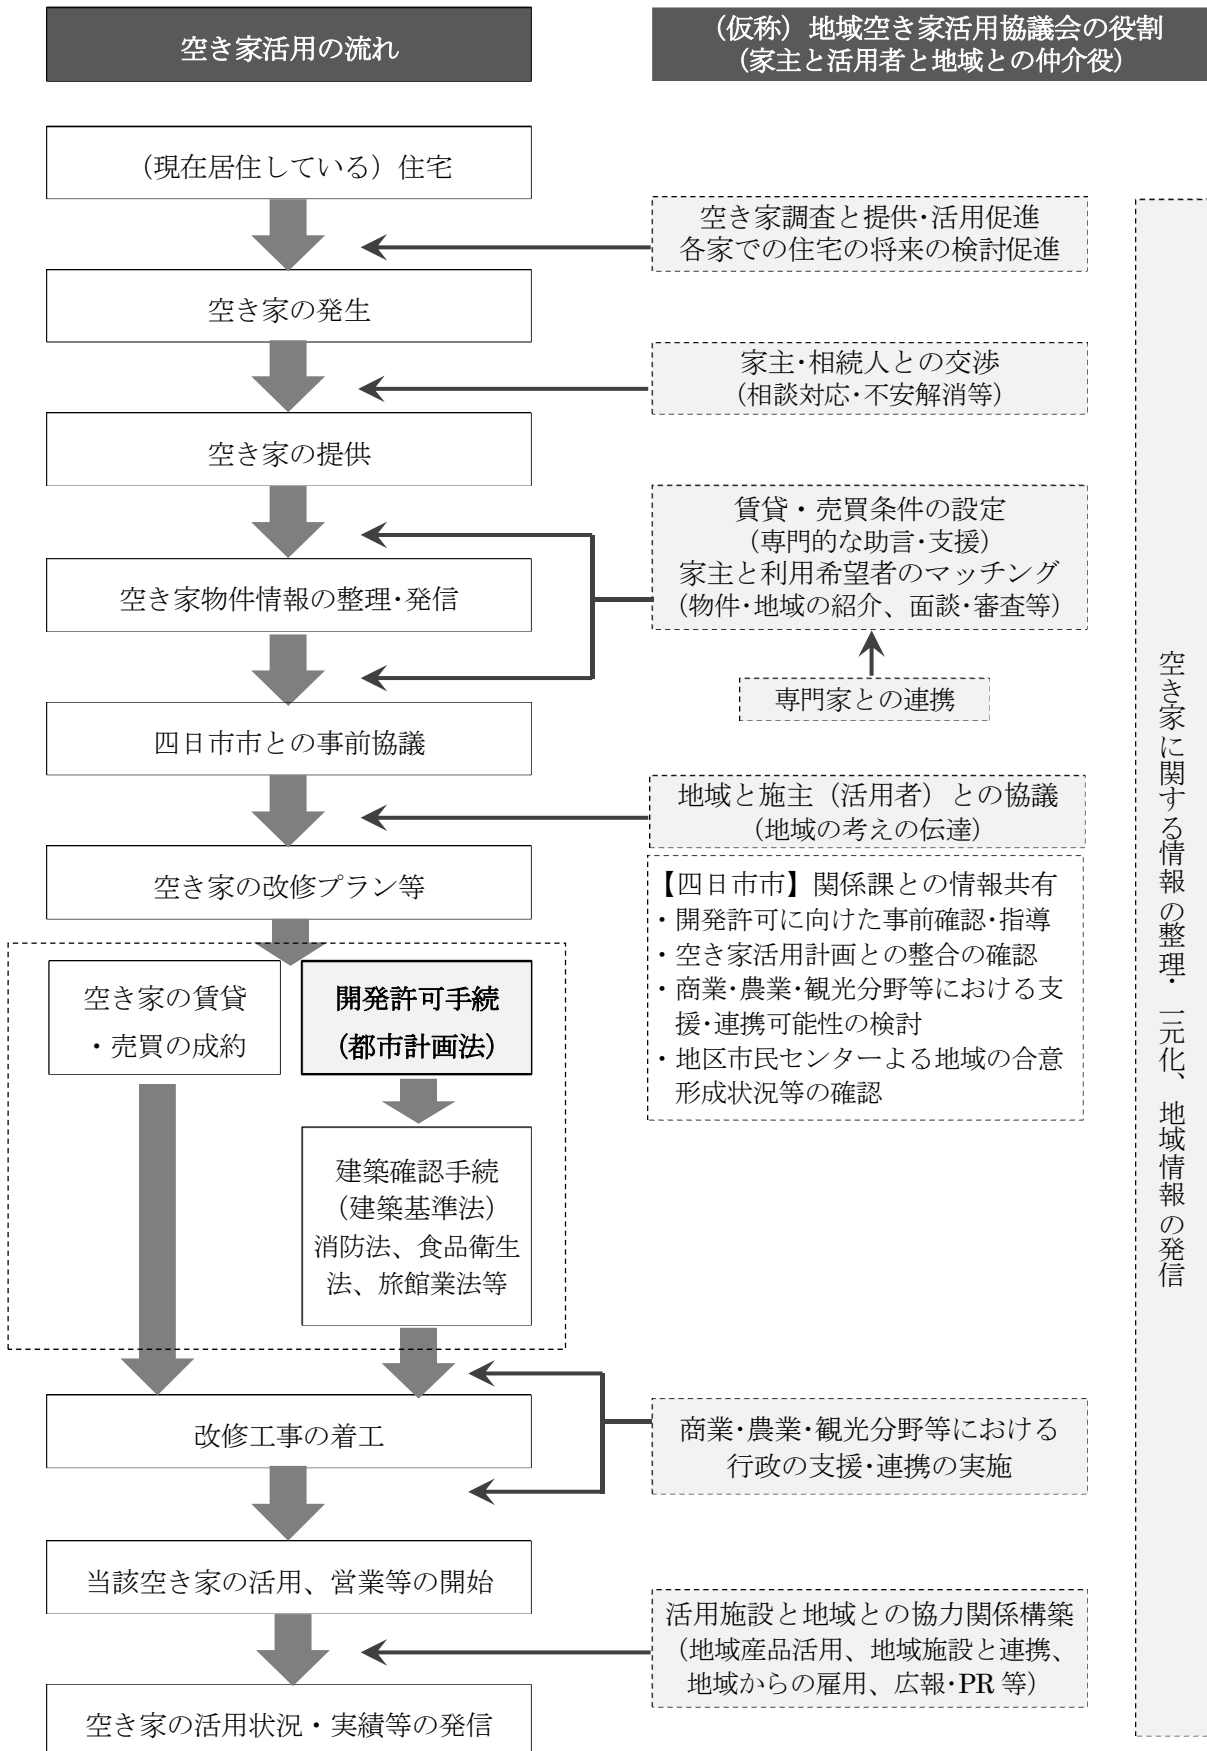 空き家活用の流れ
（仮称）地域空き家活用協議会の役割
（家主と活用者と地域との仲介役）
（現在居住している）住宅
空き家調査と提供･活用促進
各家での住宅の将来の検討促進
空き家の発生
家主･相続人との交渉
（相談対応･不安解消等）
空き家の提供
賃貸・売買条件の設定
（専門的な助言･支援）
家主と利用希望者のマッチング
（物件･地域の紹介、面談･審査等）
空き家物件情報の整理･発信
専門家との連携
四日市市との事前協議
地域と施主（活用者）との協議
（地域の考えの伝達）
空き家の改修プラン等
【四日市市】関係課との情報共有
・開発許可に向けた事前確認･指導
・空き家活用計画との整合の確認
・商業･農業･観光分野等における支
援･連携可能性の検討
・地区市民センターよる地域の合意
形成状況等の確認
空き家の賃貸
・売買の成約
開発許可手続
（都市計画法）
建築確認手続
（建築基準法）
消防法、食品衛生
法、旅館業法等
改修工事の着工
商業･農業･観光分野等における
行政の支援･連携の実施
当該空き家の活用、営業等の開始
活用施設と地域との協力関係構築
（地域産品活用、地域施設と連携、
地域からの雇用、広報･PR 等）
空き家の活用状況・実績等の発信
空き家に関する情報の整理･一元化、地域情報の発信